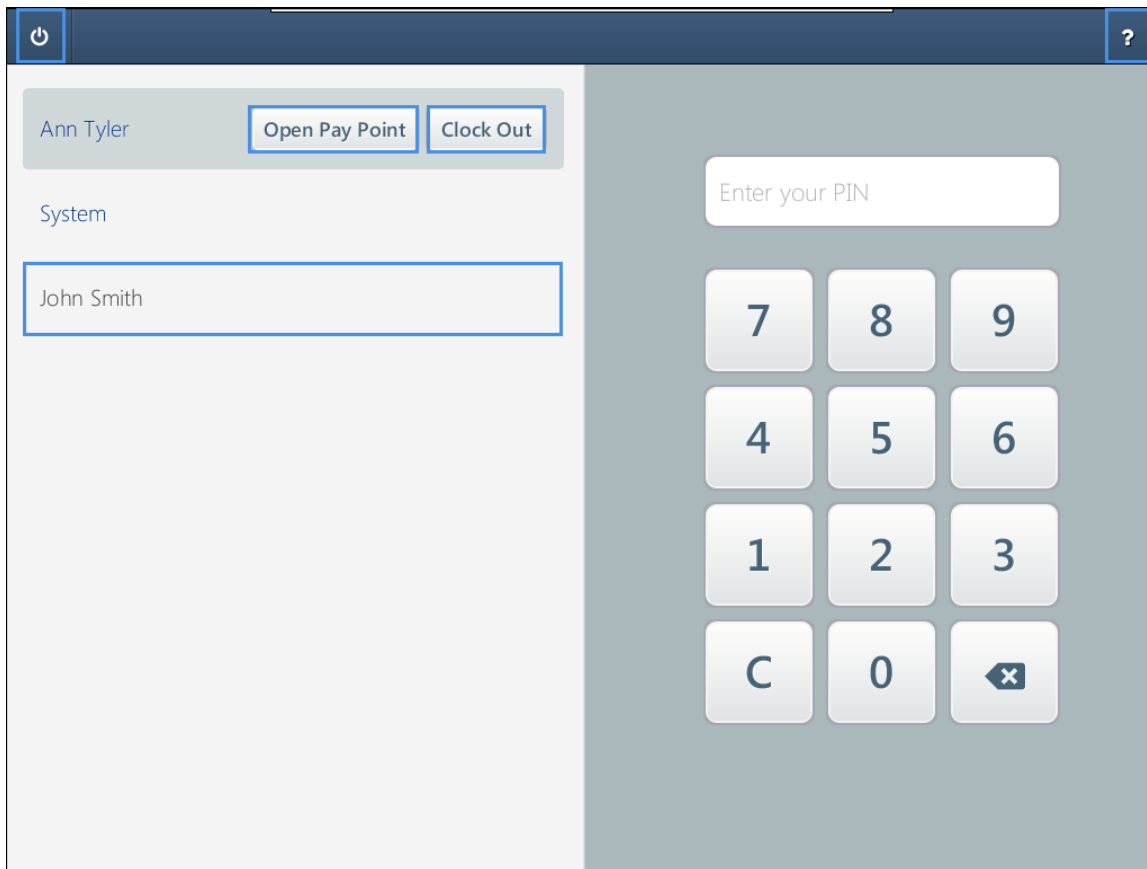 ?
Ann Tyler
Open Pay Point
Clock Out
System
John Smith
Enter your PIN
7 8 9
4 5 6
1 2 3
C 0